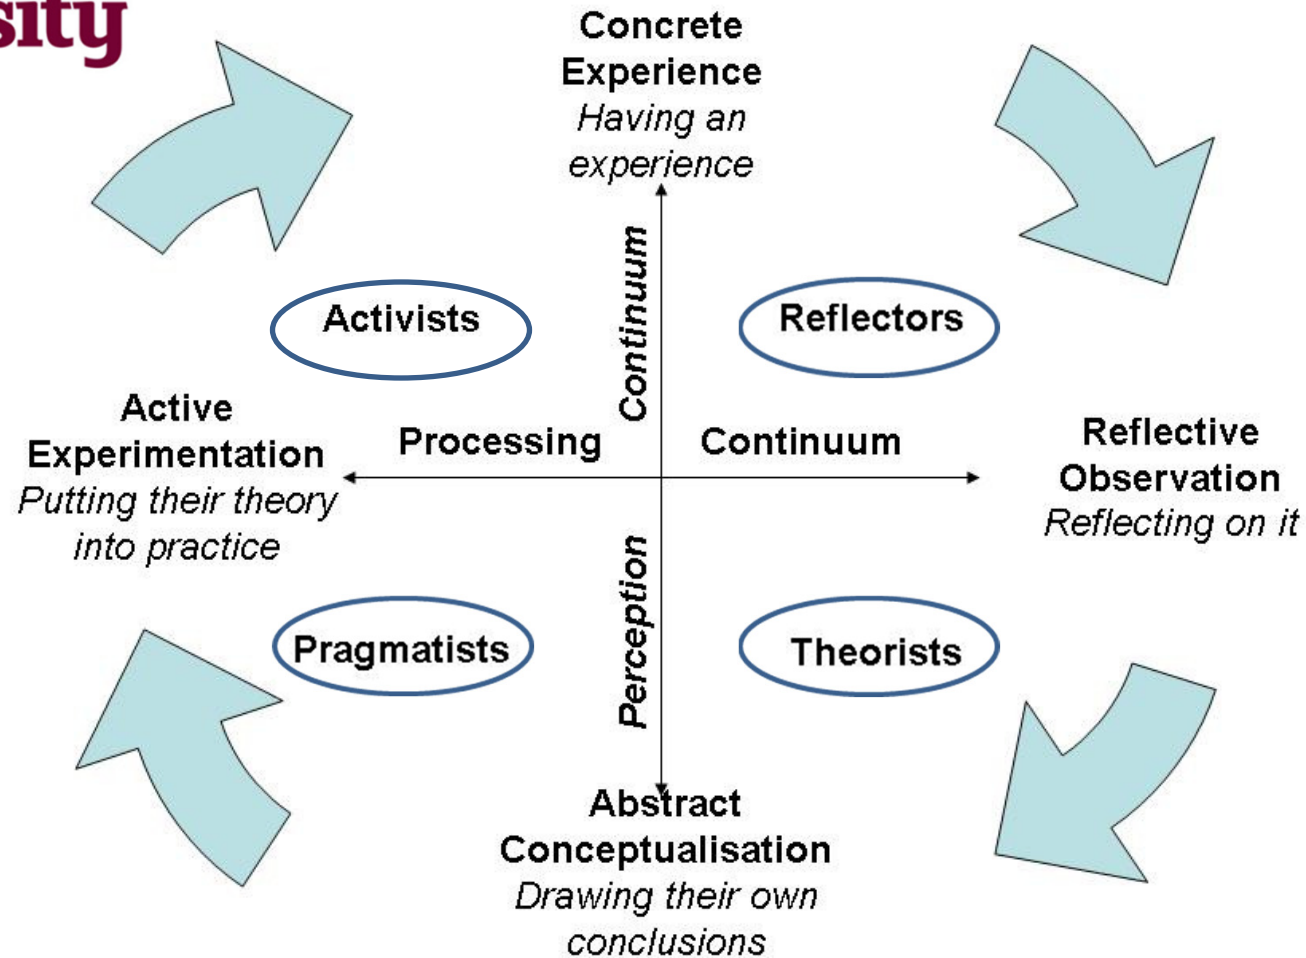 sity
Concrete
Experience
Having an
experience
Activists
Reflectors
Continuum
Active
Experimentation
Putting their theory
into practice
Processing
Continuum
Reflective
Observation
Reflecting on it
Perception
Pragmatists
Theorists
Abstract
Conceptualisation
Drawing their own
conclusions